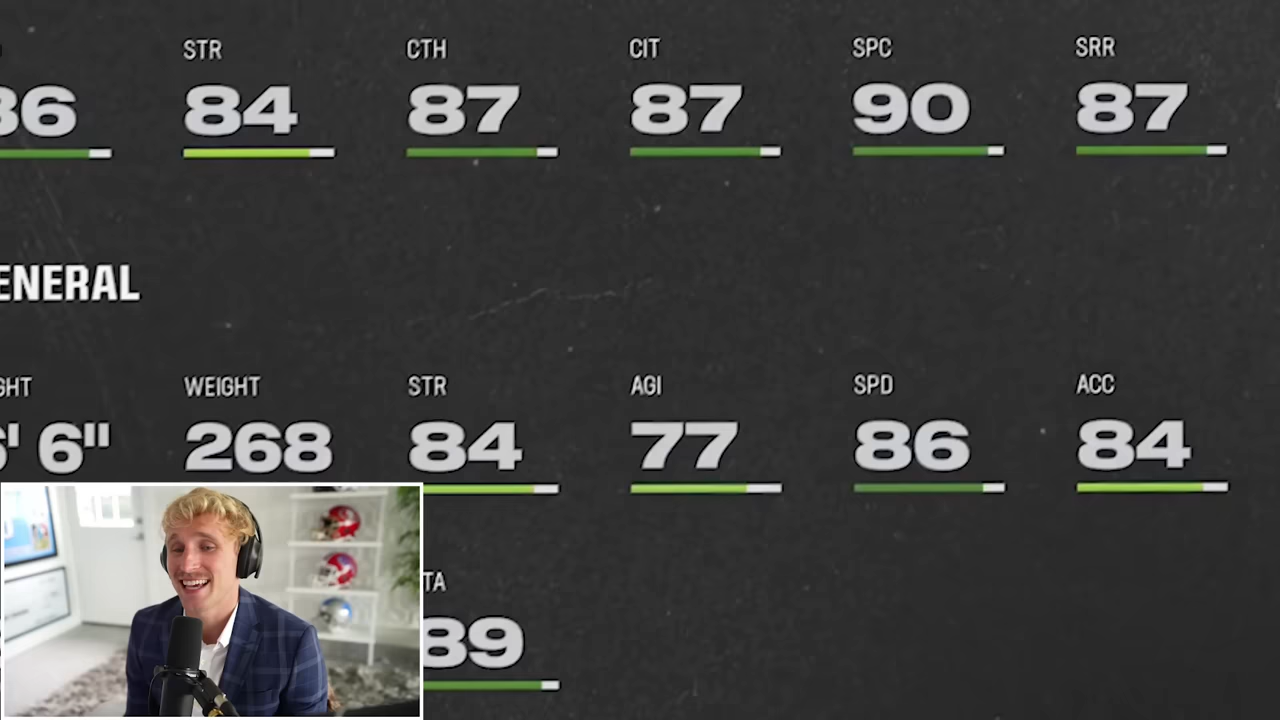 STR CTH CIT SPC SRR
86 84 87 87 90 87
ENERAL
GHT WEIGHT STR AGI SPD ACC
6' 6" 268 84 77 86 84
TA
89